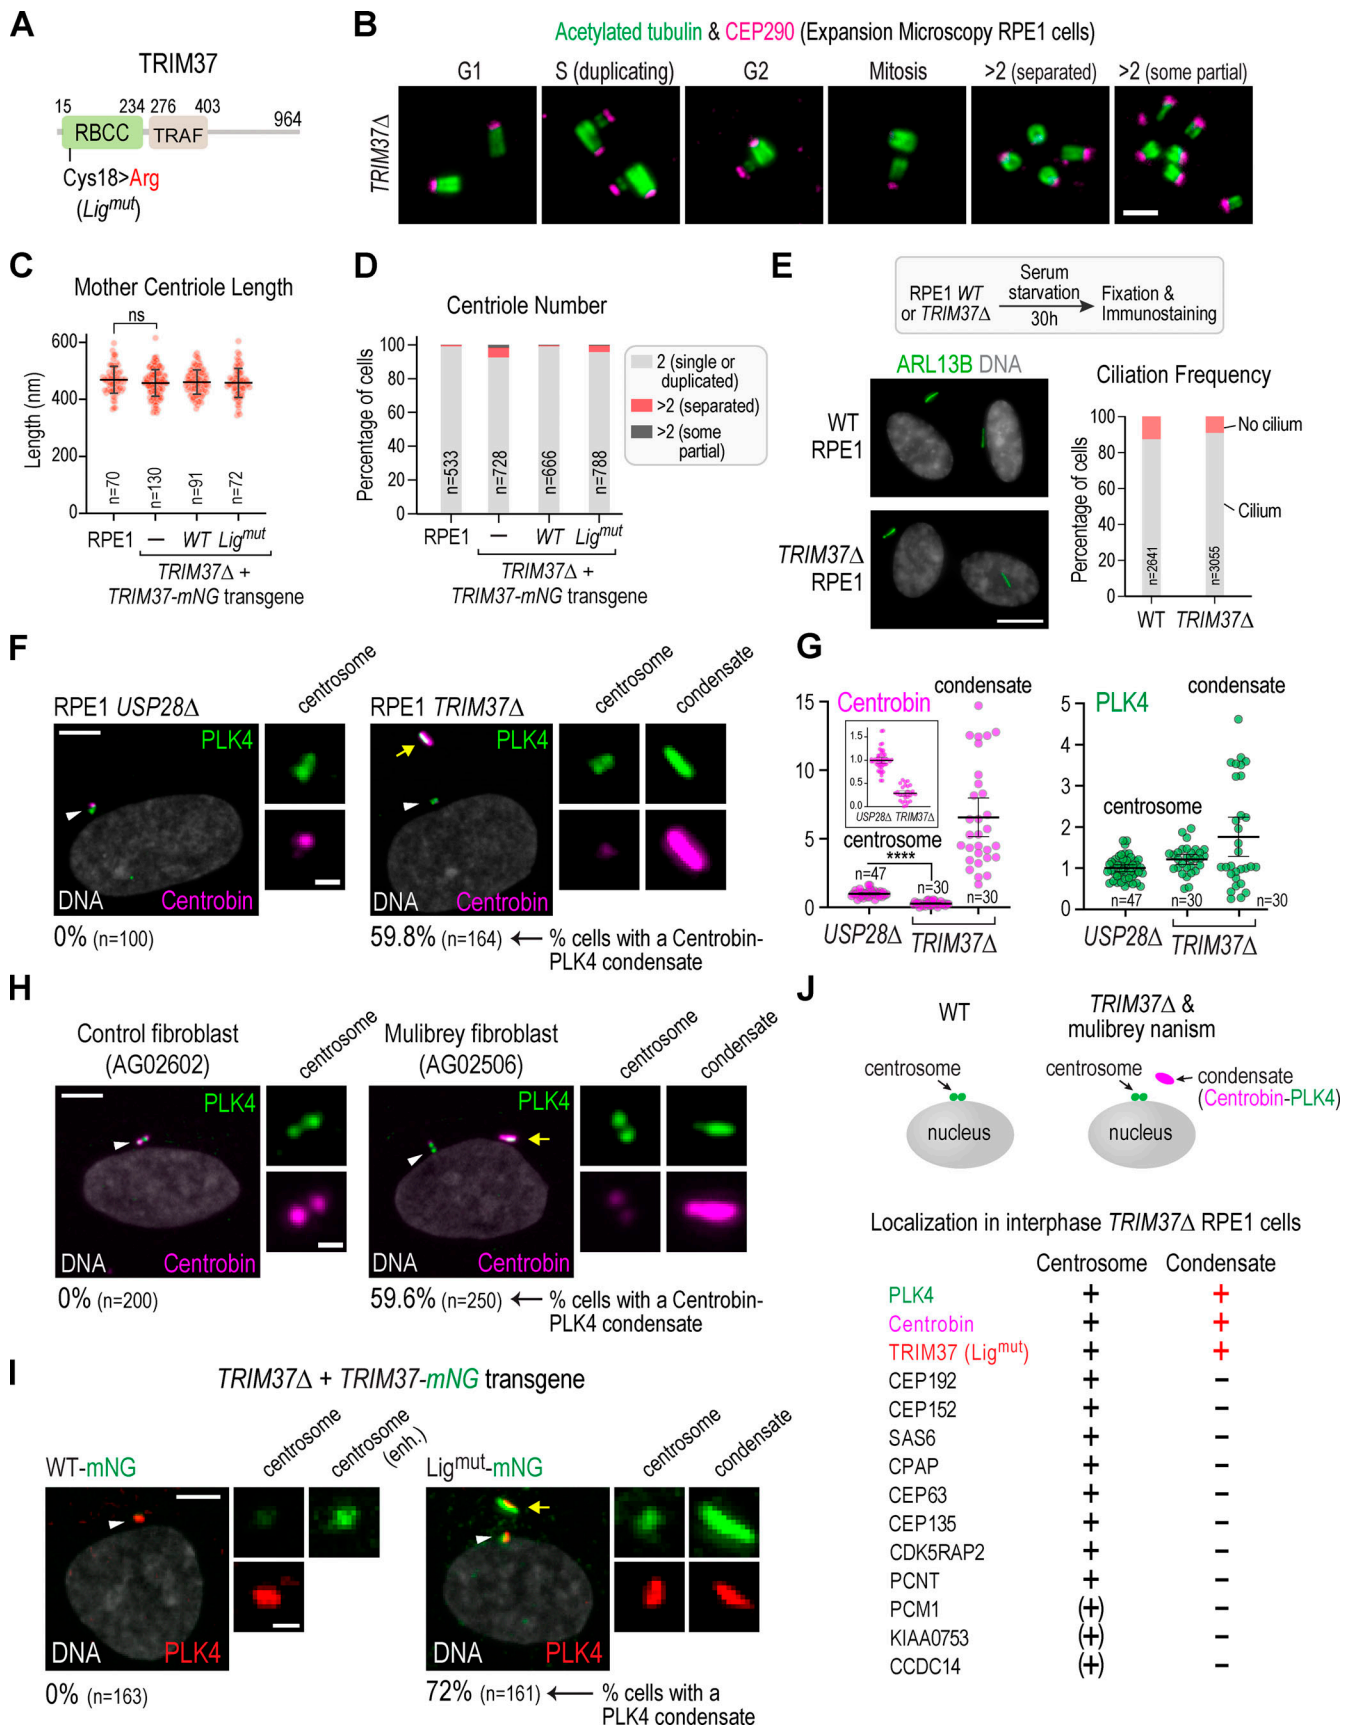 A
TRIM37
15 234 276 403 964
RBCC TRAF
Cys18>Arg
(Lig^mut)
B
Acetylated tubulin & CEP290 (Expansion Microscopy RPE1 cells)
G1 S (duplicating) G2 Mitosis >2 (separated) >2 (some partial)
TRIM37Δ
C
Mother Centriole Length
ns
Length (nm)
600
400
200
0
n=70 n=130 n=91 n=72
RPE1 — WT Lig^mut
TRIM37Δ +
TRIM37-mNG transgene
D
Centriole Number
Percentage of cells
100
80
60
40
20
0
n=533 n=728 n=666 n=788
RPE1 — WT Lig^mut
TRIM37Δ +
TRIM37-mNG transgene
2 (single or
duplicated)
>2 (separated)
>2 (some
partial)
E
RPE1 WT
or TRIM37Δ
Serum
starvation
30h
Fixation &
Immunostaining
ARL13B DNA
WT
RPE1
TRIM37Δ
RPE1
Ciliation Frequency
Percentage of cells
100
80
60
40
20
0
n=2641 n=3055
WT TRIM37Δ
No cilium
Cilium
F
RPE1 USP28Δ
PLK4
DNA Centrobin
0% (n=100)
centrosome
RPE1 TRIM37Δ
PLK4
DNA Centrobin
centrosome condensate
59.8% (n=164) ← % cells with a Centrobin-
PLK4 condensate
G
Centrobin
condensate
15
10
5
0
1.5
1.0
0.5
0.0
USP28Δ TRIM37Δ
centrosome
****
n=47 n=30 n=30
USP28Δ TRIM37Δ
PLK4
condensate
centrosome
5
4
3
2
1
0
n=47 n=30 n=30
USP28Δ TRIM37Δ
H
Control fibroblast
(AG02602)
PLK4
DNA Centrobin
0% (n=200)
centrosome
Mulibrey fibroblast
(AG02506)
PLK4
DNA Centrobin
centrosome condensate
59.6% (n=250) ← % cells with a Centrobin-
PLK4 condensate
I
TRIM37Δ + TRIM37-mNG transgene
WT-mNG
centrosome
centrosome
(enh.)
DNA PLK4
0% (n=163)
Lig^mut-mNG
centrosome condensate
DNA PLK4
72% (n=161) ← % cells with a
PLK4 condensate
J
WT
TRIM37Δ &
mulibrey nanism
centrosome
nucleus
centrosome
condensate
(Centrobin-PLK4)
nucleus
Localization in interphase TRIM37Δ RPE1 cells
Centrosome Condensate
PLK4 + +
Centrobin + +
TRIM37 (Lig^mut) + +
CEP192 + −
CEP152 + −
SAS6 + −
CPAP + −
CEP63 + −
CEP135 + −
CDK5RAP2 + −
PCNT + −
PCM1 (+) −
KIAA0753 (+) −
CCDC14 (+) −